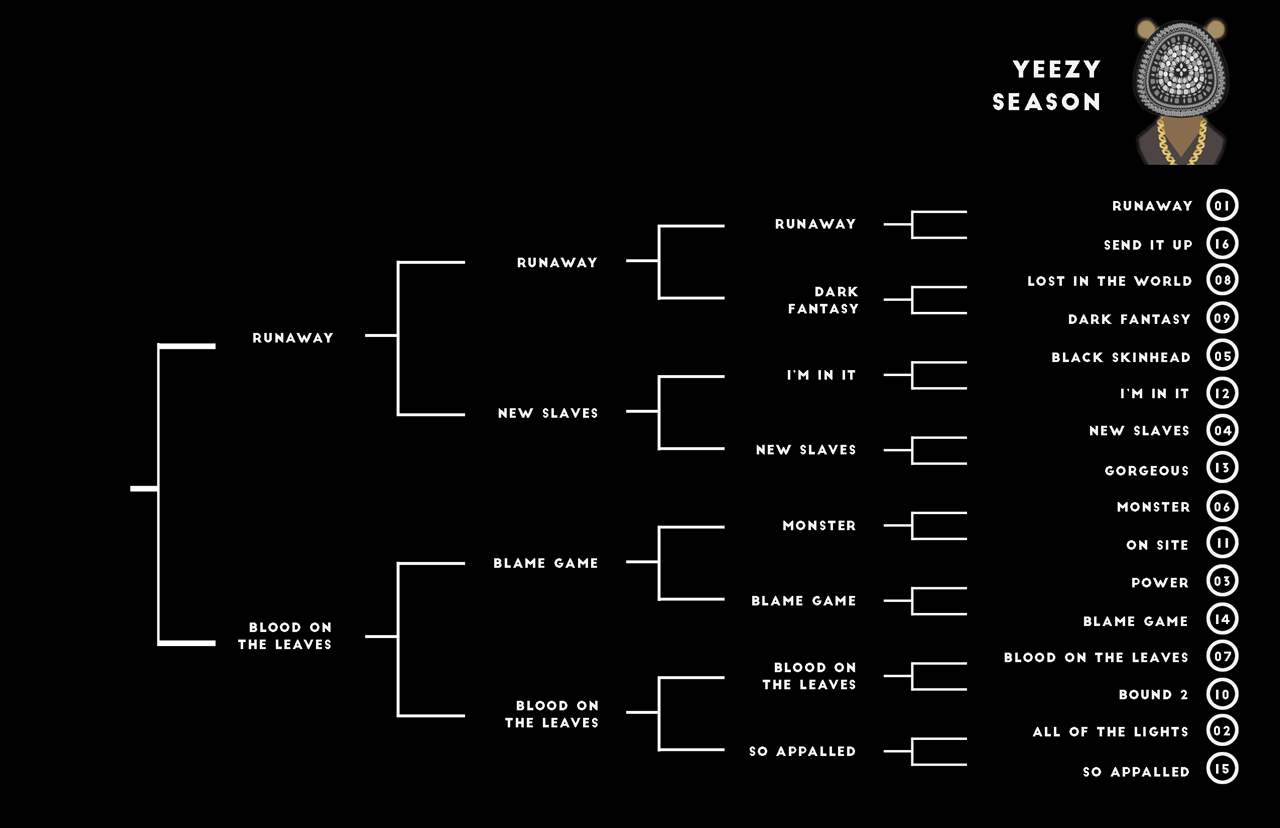 YEEZY
SEASON
RUNAWAY 01
SEND IT UP 16
LOST IN THE WORLD 08
DARK FANTASY 09
BLACK SKINHEAD 05
I'M IN IT 12
NEW SLAVES 04
GORGEOUS 13
MONSTER 06
ON SITE 11
POWER 03
BLAME GAME 14
BLOOD ON THE LEAVES 07
BOUND 2 10
ALL OF THE LIGHTS 02
SO APPALLED 15
RUNAWAY
DARK
FANTASY
I'M IN IT
NEW SLAVES
MONSTER
BLAME GAME
BLOOD ON
THE LEAVES
SO APPALLED
RUNAWAY
NEW SLAVES
BLAME GAME
BLOOD ON
THE LEAVES
RUNAWAY
BLOOD ON
THE LEAVES